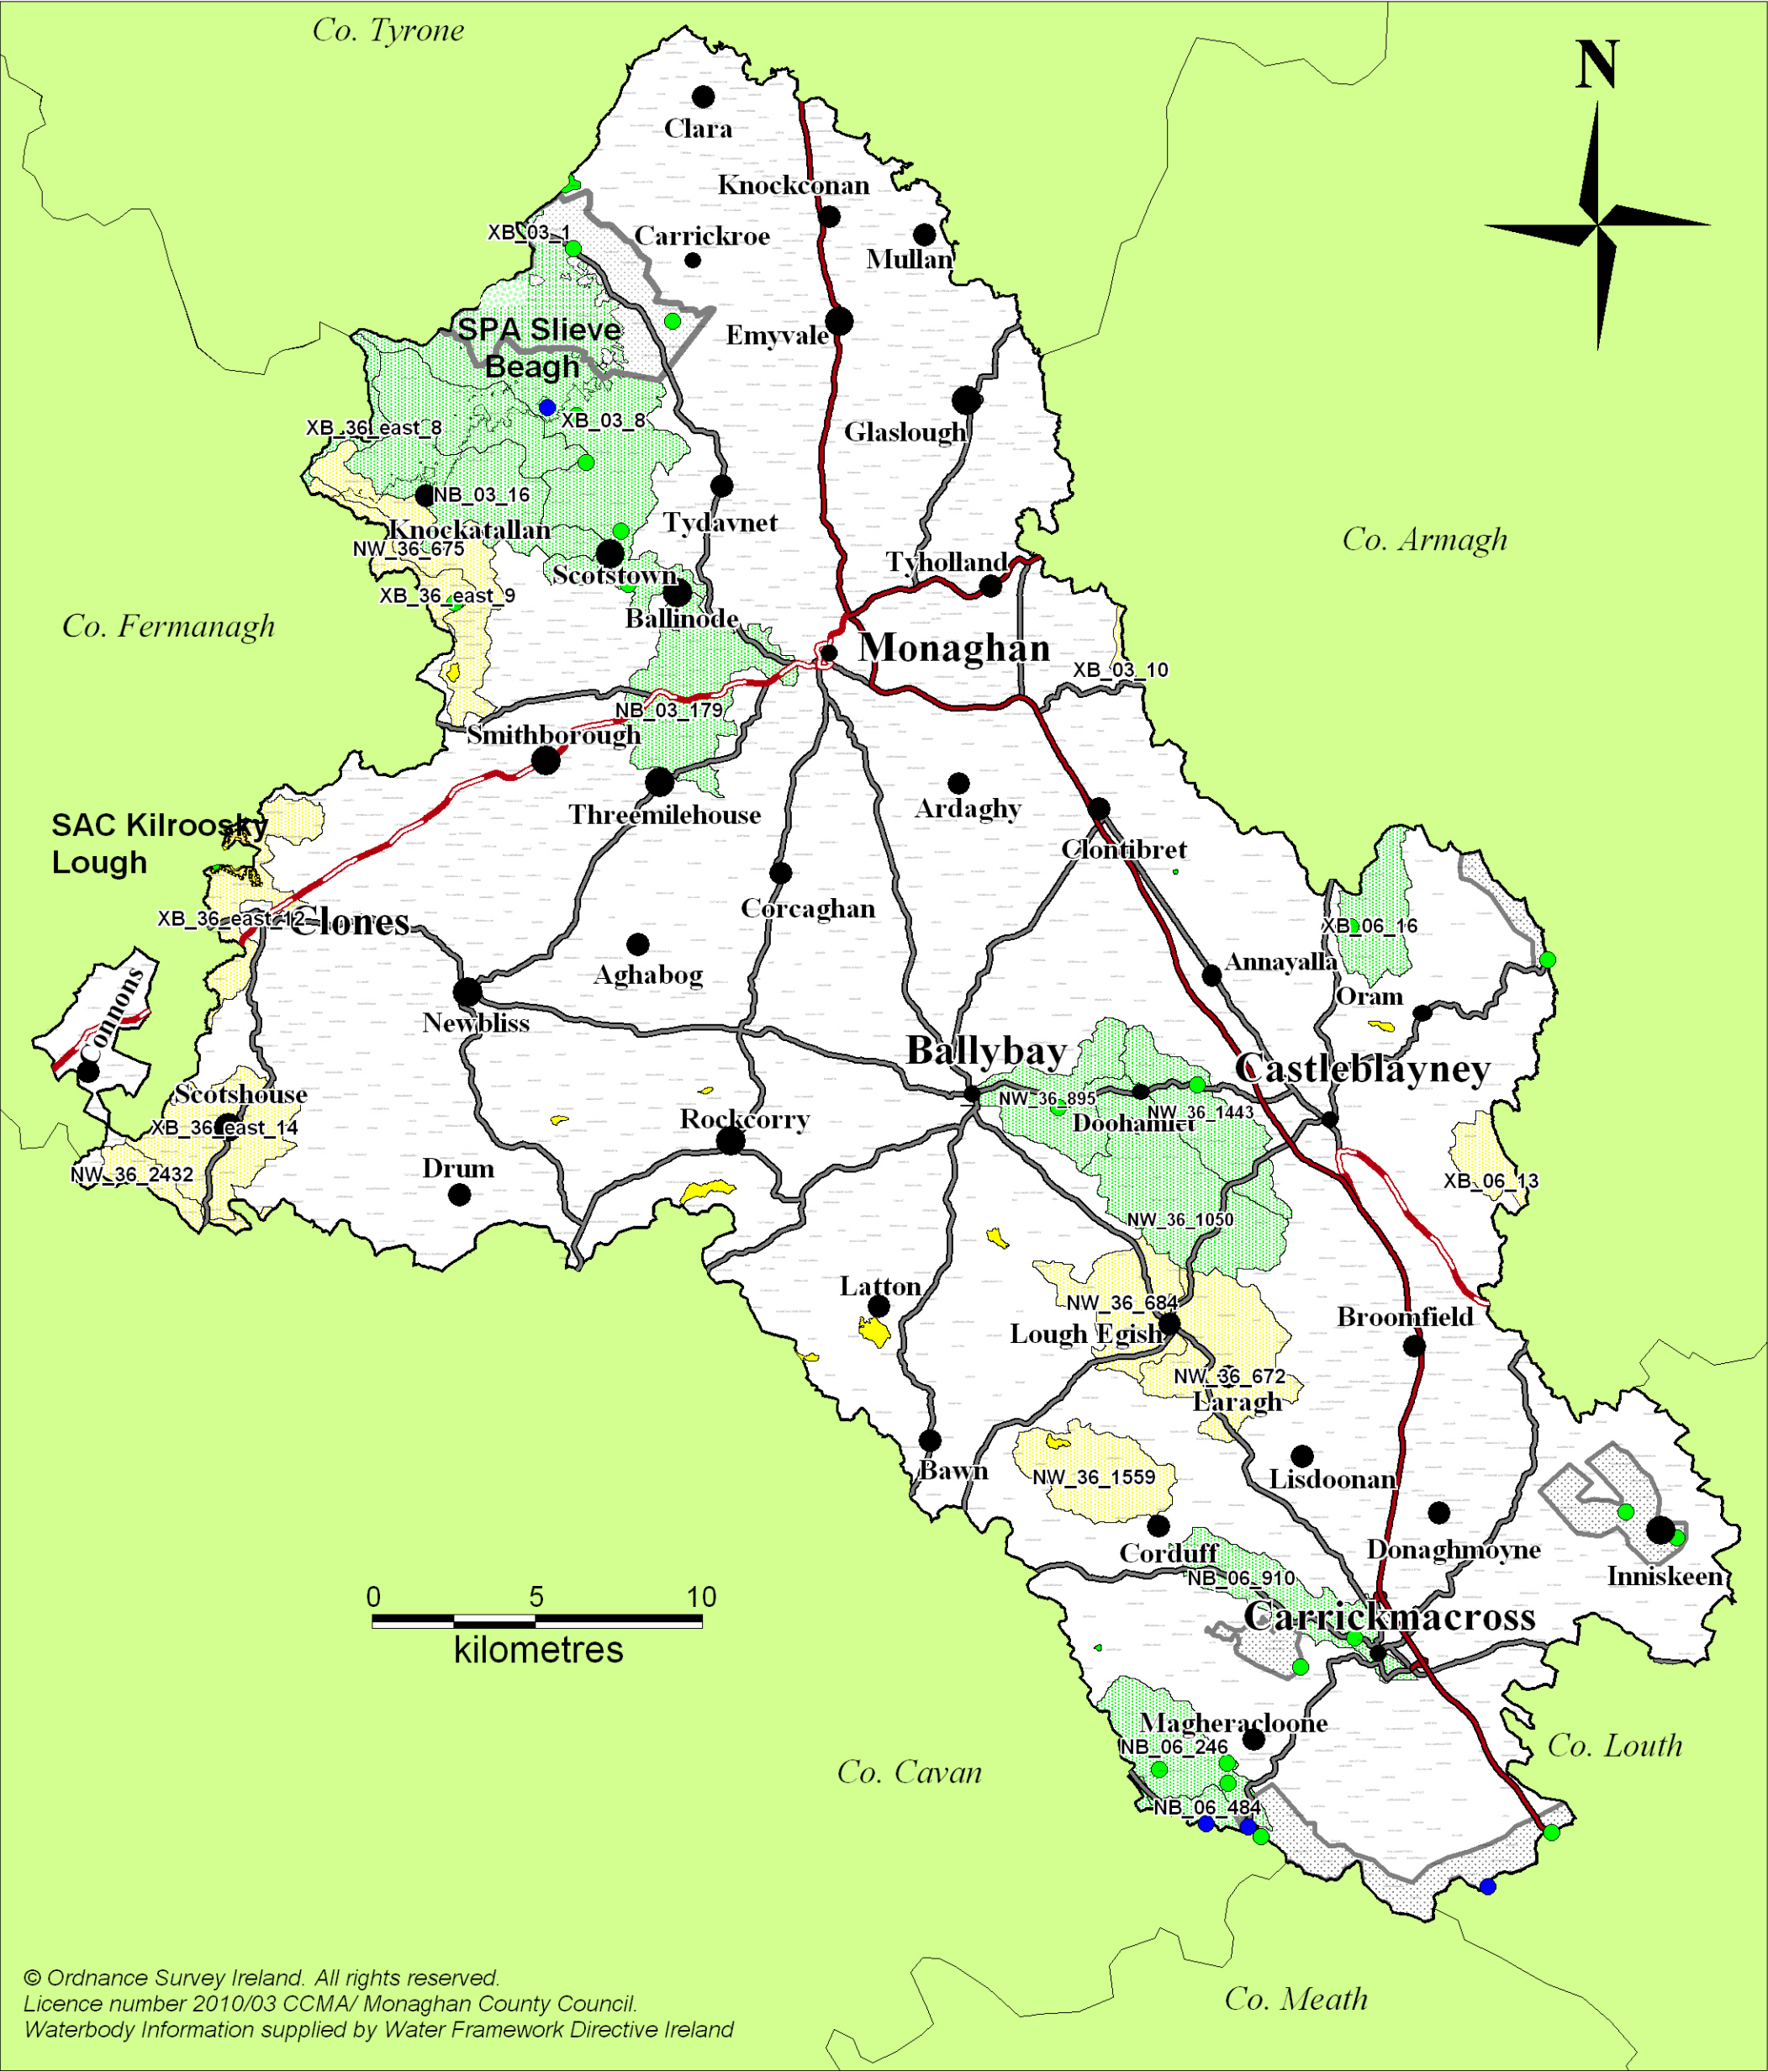 Co. Tyrone
N
Clara
Knockconan
XB_03_1
Carrickroe
Mullan
SPA Slieve
Beagh
Emyvale
XB_36_east_8
XB_03_8
Glaslough
NB_03_16
Knockatallan
Tydavnet
Co. Armagh
NW_36_675
Tyholland
Scotstown
XB_36_east_9
Ballinode
Co. Fermanagh
Monaghan
XB_03_10
NB_03_179
Smithborough
Threemilehouse
Ardaghy
SAC Kilroosky
Lough
Clontibret
Corcaghan
XB_36_east_12
Clones
XB_06_16
Annayalla
Aghabog
Oram
Connons
Newbliss
Ballybay
Castleblayney
Scotshouse
NW_36_895
NW_36_1443
Doohamlet
Rockcorry
XB_36_east_14
Drum
NW_36_2432
XB_06_13
NW_36_1050
Latton
NW_36_684
Lough Egish
Broomfield
NW_36_672
Laragh
Bawn
NW_36_1559
Lisdoonan
Corduff
Donaghmoyne
NB_06_910
Inniskeen
0 5 10
kilometres
Carrickmacross
Magheracloone
NB_06_246
Co. Louth
Co. Cavan
NB_06_484
Co. Meath
© Ordnance Survey Ireland. All rights reserved.
Licence number 2010/03 CCMA/ Monaghan County Council.
Waterbody Information supplied by Water Framework Directive Ireland